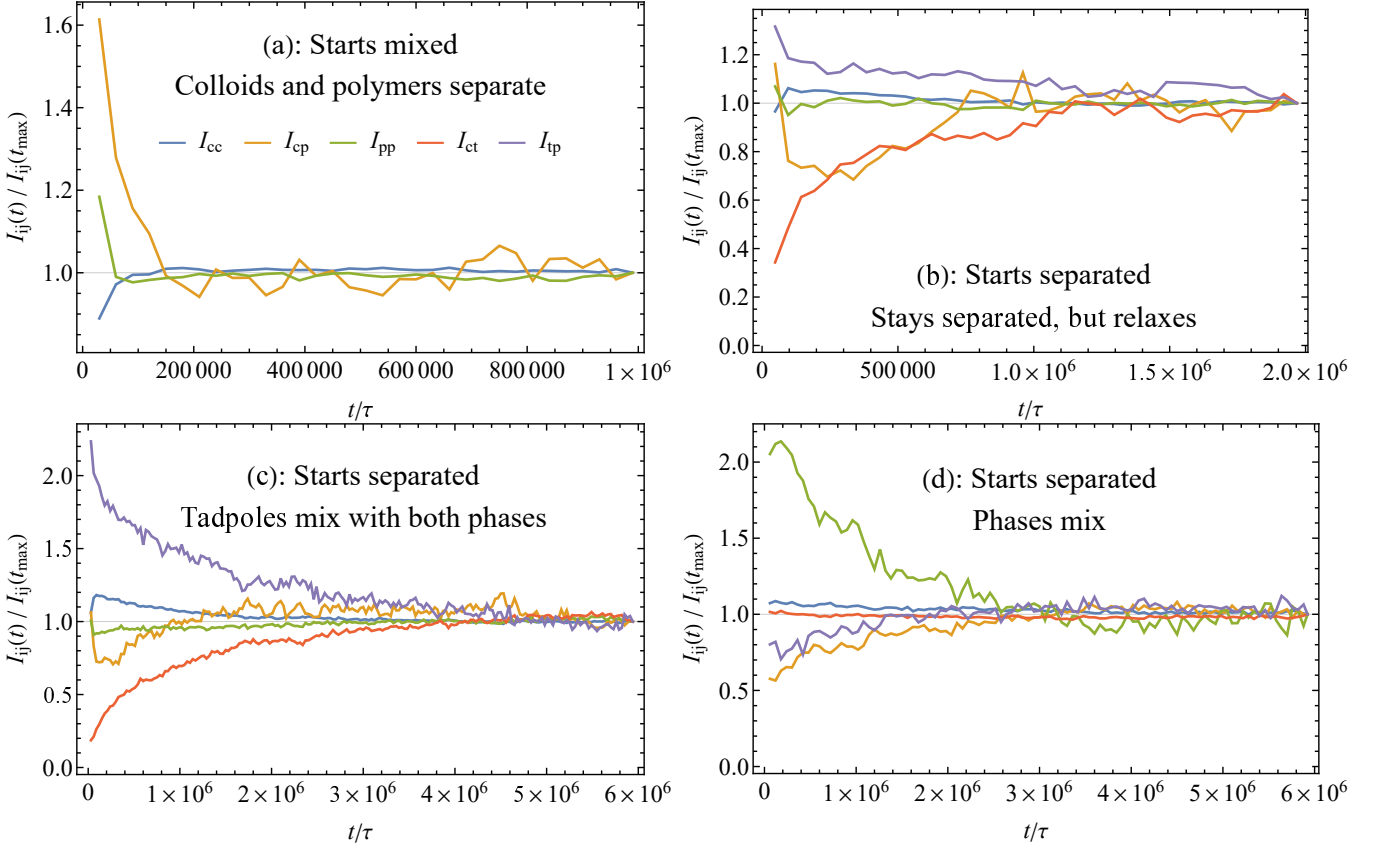 (a): Starts mixed
Colloids and polymers separate
I_cc I_cp I_pp I_ct I_tp
I_ij(t) / I_ij(t_max)
1.6
1.4
1.2
1.0
0 200 000 400 000 600 000 800 000 1 × 10^6
t/τ
(b): Starts separated
Stays separated, but relaxes
I_ij(t) / I_ij(t_max)
1.2
1.0
0.8
0.6
0.4
0.2
0.0
0 500 000 1.0 × 10^6 1.5 × 10^6 2.0 × 10^6
t/τ
(c): Starts separated
Tadpoles mix with both phases
I_ij(t) / I_ij(t_max)
2.0
1.5
1.0
0.5
0.0
0 1 × 10^6 2 × 10^6 3 × 10^6 4 × 10^6 5 × 10^6 6 × 10^6
t/τ
(d): Starts separated
Phases mix
I_ij(t) / I_ij(t_max)
2.0
1.5
1.0
0.5
0.0
0 1 × 10^6 2 × 10^6 3 × 10^6 4 × 10^6 5 × 10^6 6 × 10^6
t/τ